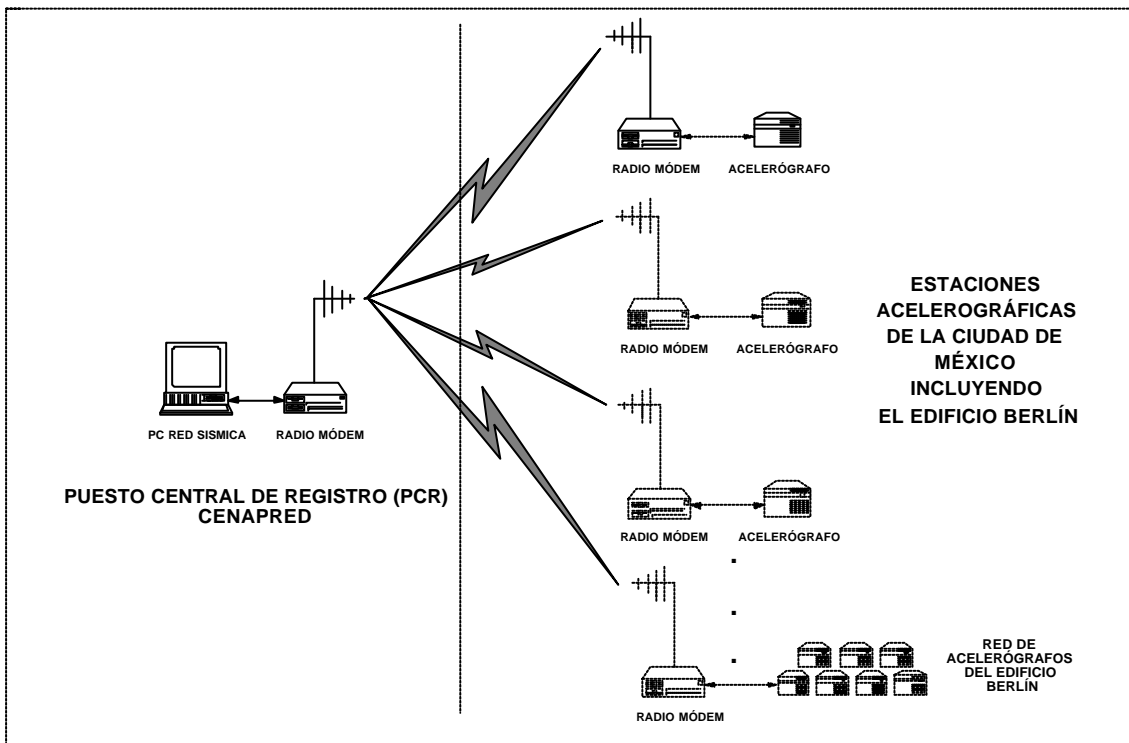 RADIO MÓDEM
ACELERÓGRAFO
RADIO MÓDEM
ACELERÓGRAFO
ESTACIONES
ACELEROGRÁFICAS
DE LA CIUDAD DE
MÉXICO
INCLUYENDO
EL EDIFICIO BERLÍN
PC RED SISMICA
RADIO MÓDEM
PUESTO CENTRAL DE REGISTRO (PCR)
CENAPRED
RADIO MÓDEM
ACELERÓGRAFO
RED DE
ACELERÓGRAFOS
DEL EDIFICIO
BERLÍN
RADIO MÓDEM